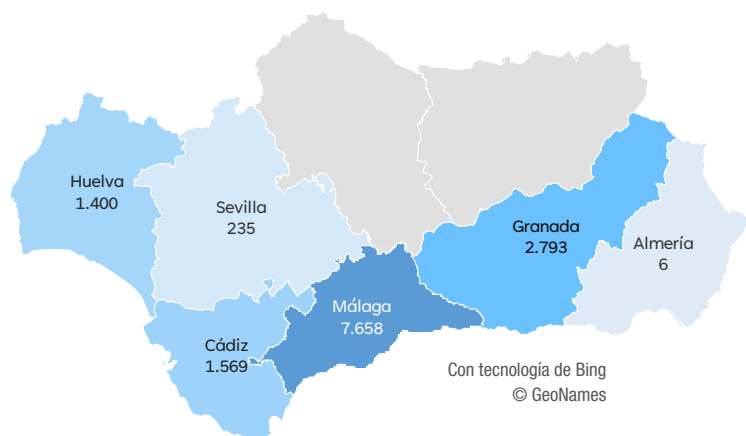 Huelva
1.400
Sevilla
235
Granada
2.793
Almería
6
Málaga
7.658
Cádiz
1.569
Con tecnología de Bing
© GeoNames